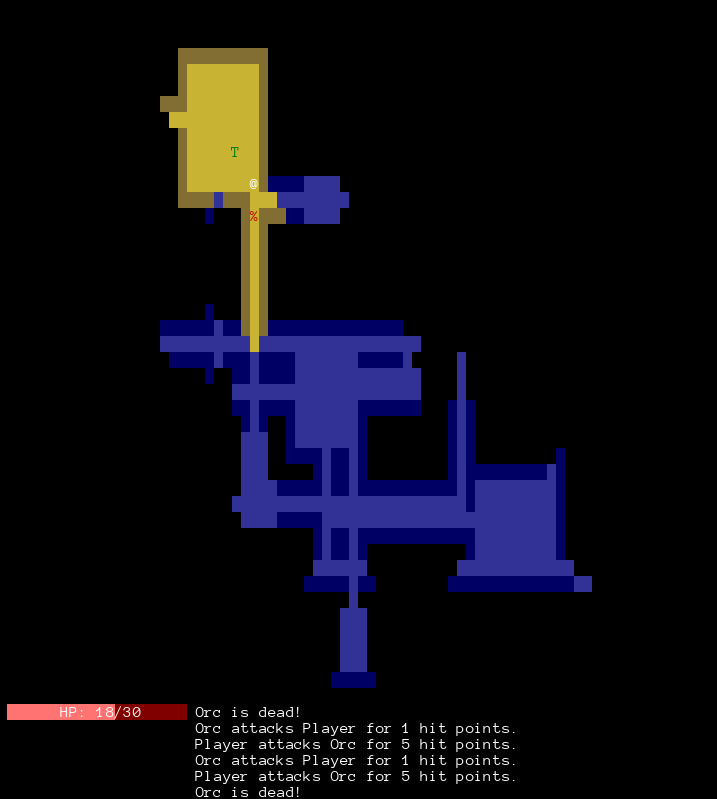 T
@
%
HP: 18/30
Orc is dead!
Orc attacks Player for 1 hit points.
Player attacks Orc for 5 hit points.
Orc attacks Player for 1 hit points.
Player attacks Orc for 5 hit points.
Orc is dead!